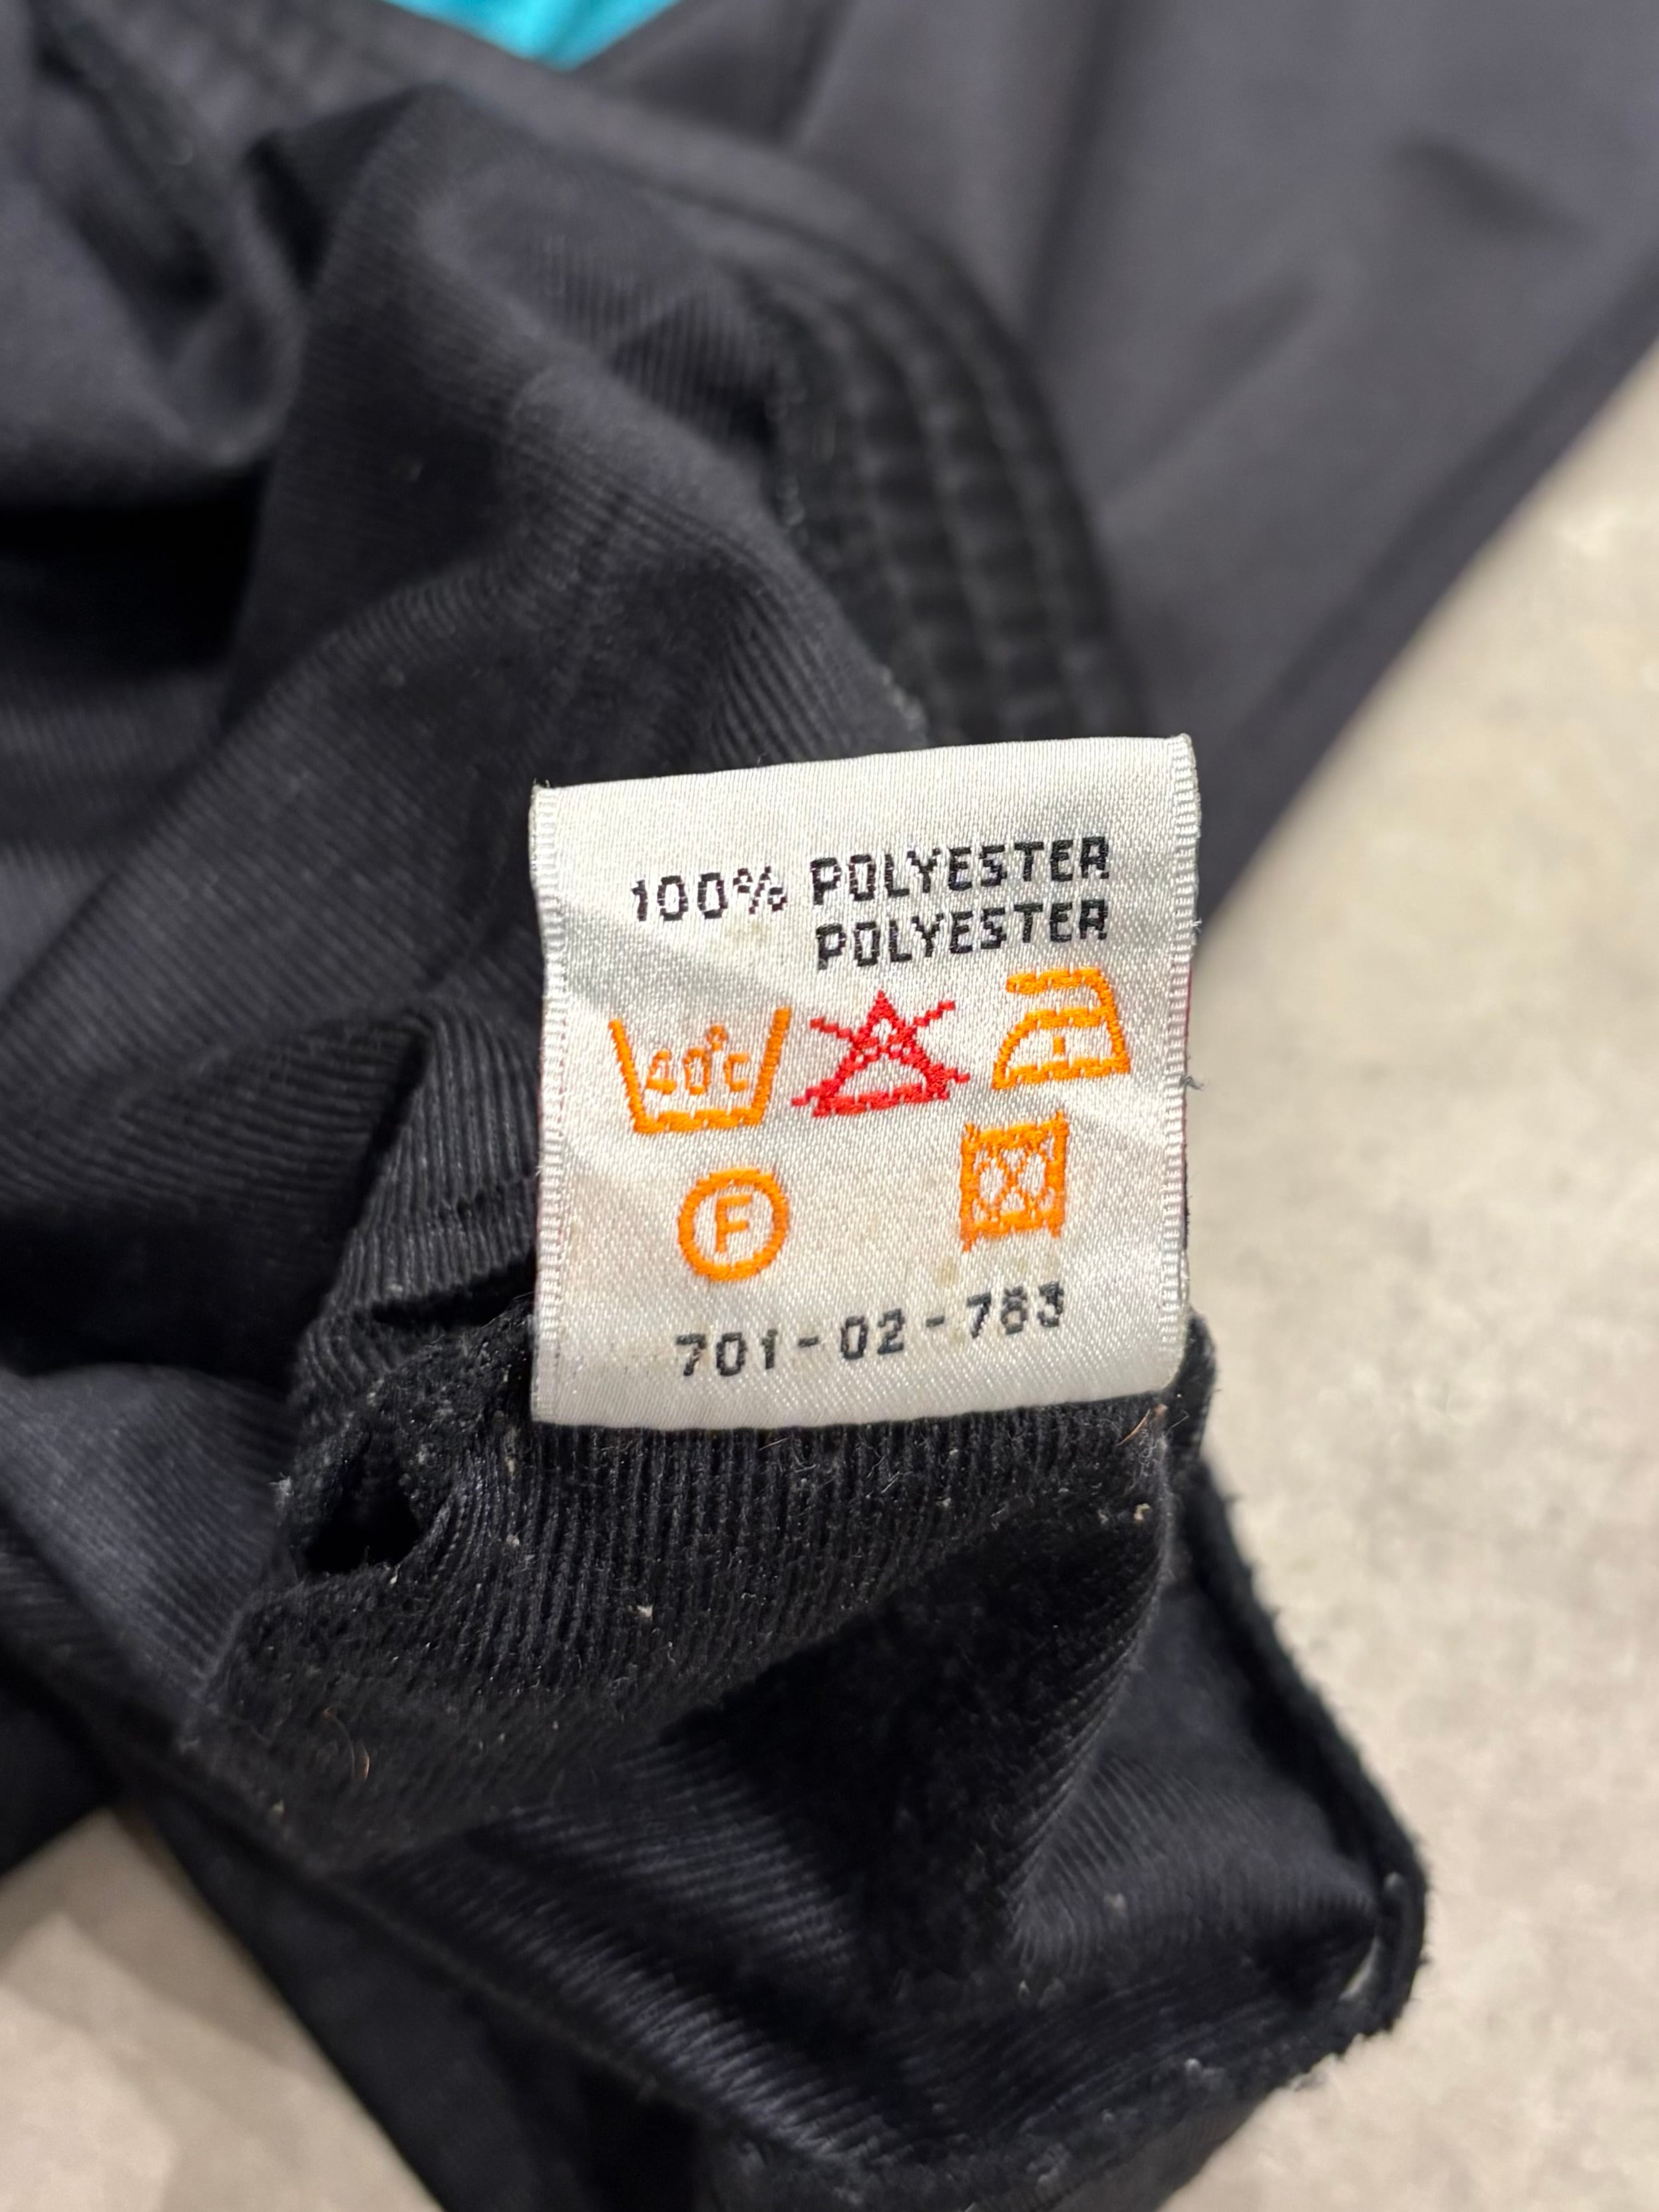 100% POLYESTER
POLYESTER
40°C
F
701-02-783